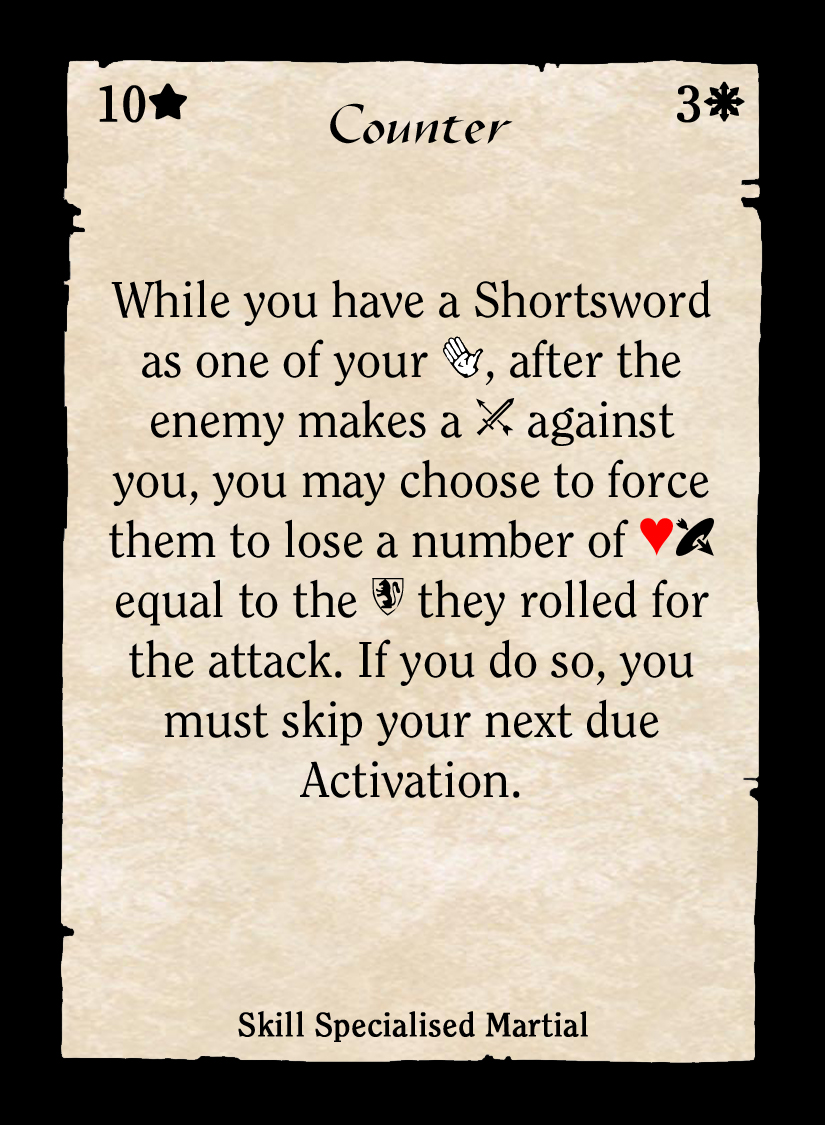 10★
Counter
3
While you have a Shortsword
as one of your , after the
enemy makes a against
you, you may choose to force
them to lose a number of ♥
equal to the they rolled for
the attack. If you do so, you
must skip your next due
Activation.
Skill Specialised Martial